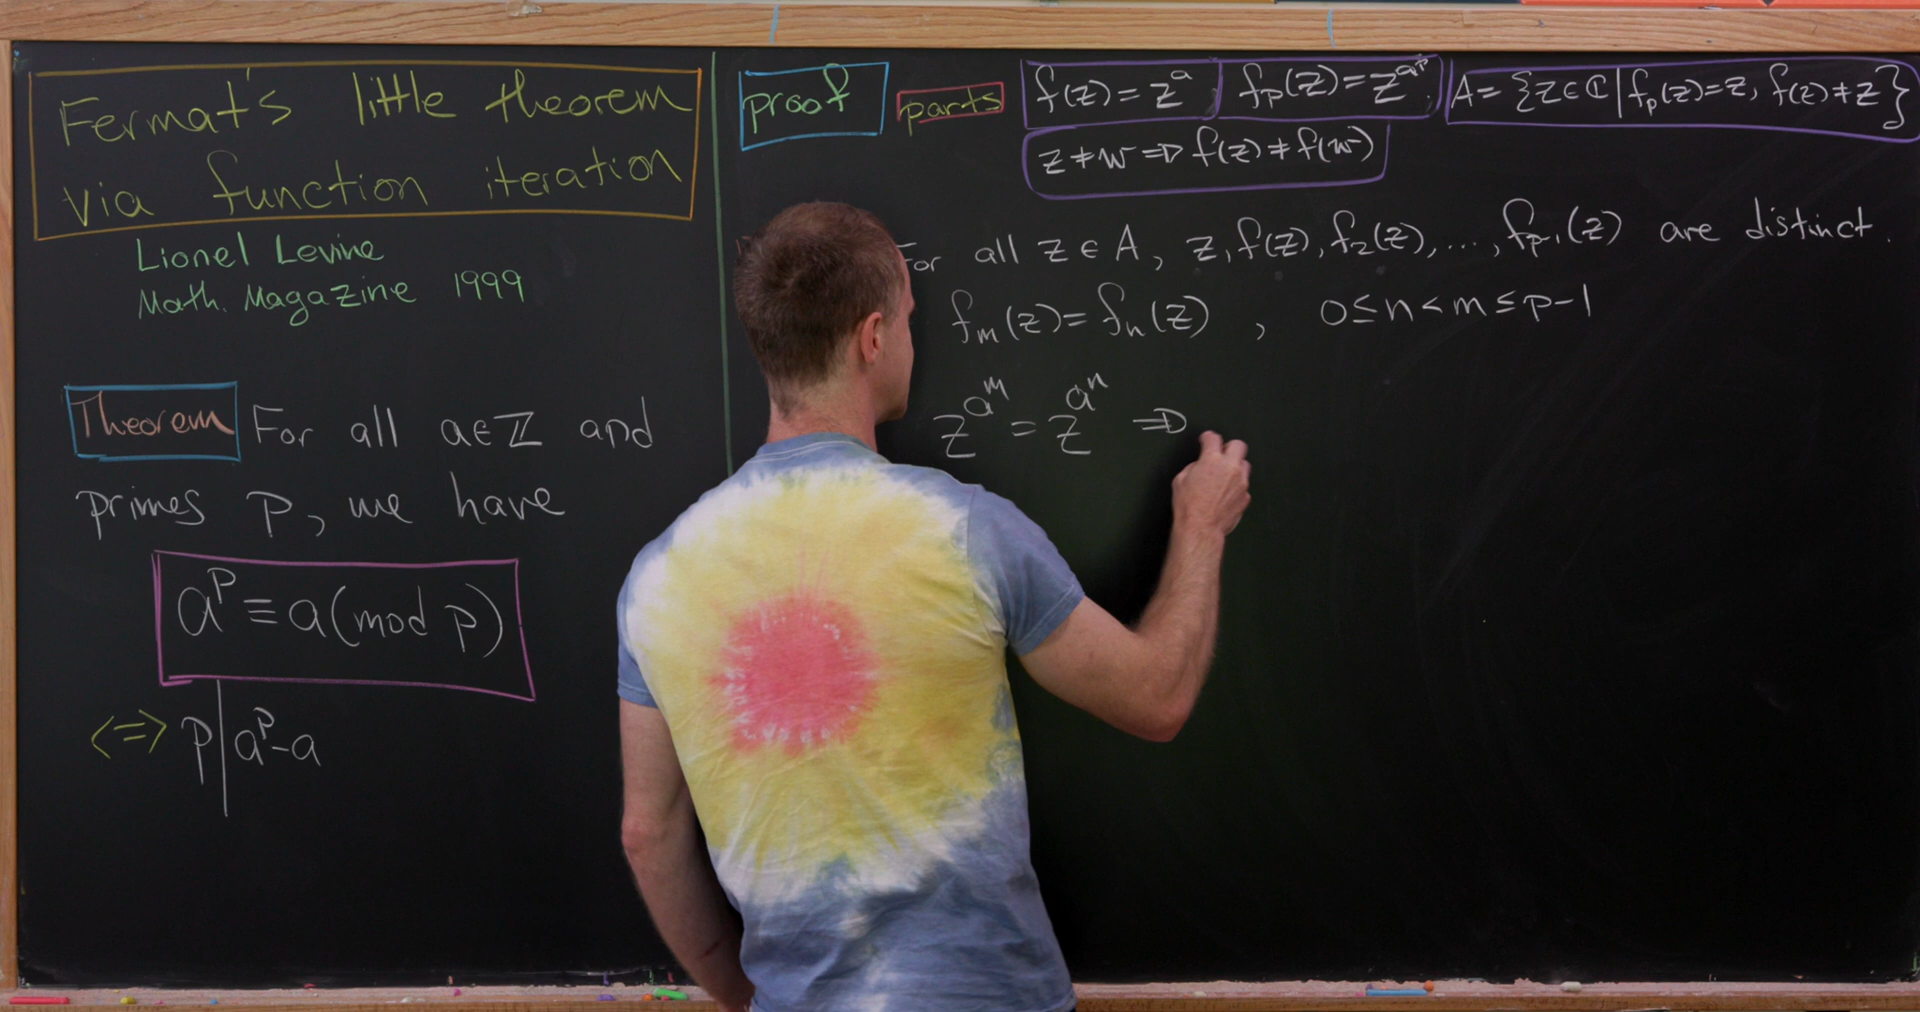 Fermat's little theorem
via function iteration
Lionel Levine
Math. Magazine 1999
Theorem For all a∈ℤ and
primes p, we have
a^p ≡ a (mod p)
<=> p | a^p - a
proof parts f(z) = z^a f_p(z) = z^{a^p} A = {z ∈ ℂ | f_p(z) = z, f(z) ≠ z}
z ≠ w ⇒ f(z) ≠ f(w)
For all z ∈ A, z, f(z), f_2(z), ..., f_{p-1}(z) are distinct.
f_m(z) = f_n(z) , 0 ≤ n < m ≤ p-1
z^{a^m} = z^{a^n} ⇒